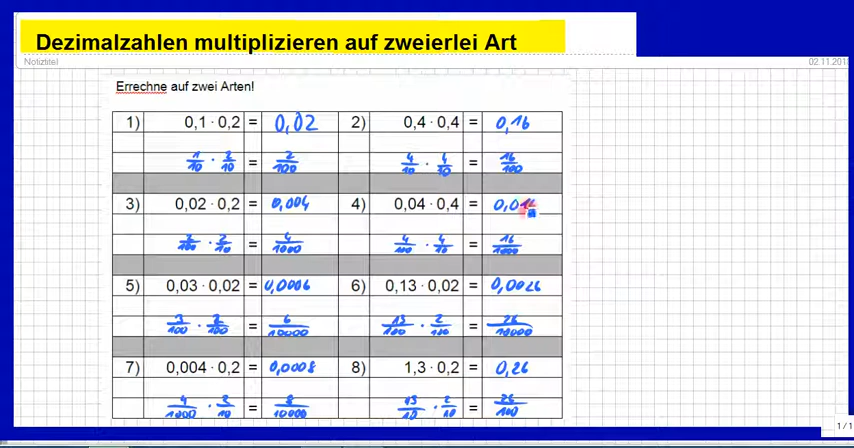 Dezimalzahlen multiplizieren auf zweierlei Art
Notiztitel
Errechne auf zwei Arten!
1) 0,1 · 0,2 = 0,02 2) 0,4 · 0,4 = 0,16
1/10 · 2/10 = 2/100 4/10 · 4/10 = 16/100
3) 0,02 · 0,2 = 0,004 4) 0,04 · 0,4 =
2/100 · 2/10 = 4/1000 4/100 · 4/10 = 16/1000
5) 0,03 · 0,02 = 0,0006 6) 0,13 · 0,02 = 0,0026
3/100 · 2/100 = 6/10000 13/100 · 2/100 = 26/10000
7) 0,004 · 0,2 = 0,0008 8) 1,3 · 0,2 = 0,26
4/1000 · 2/10 = 8/10000 13/10 · 2/10 = 26/100
1/1